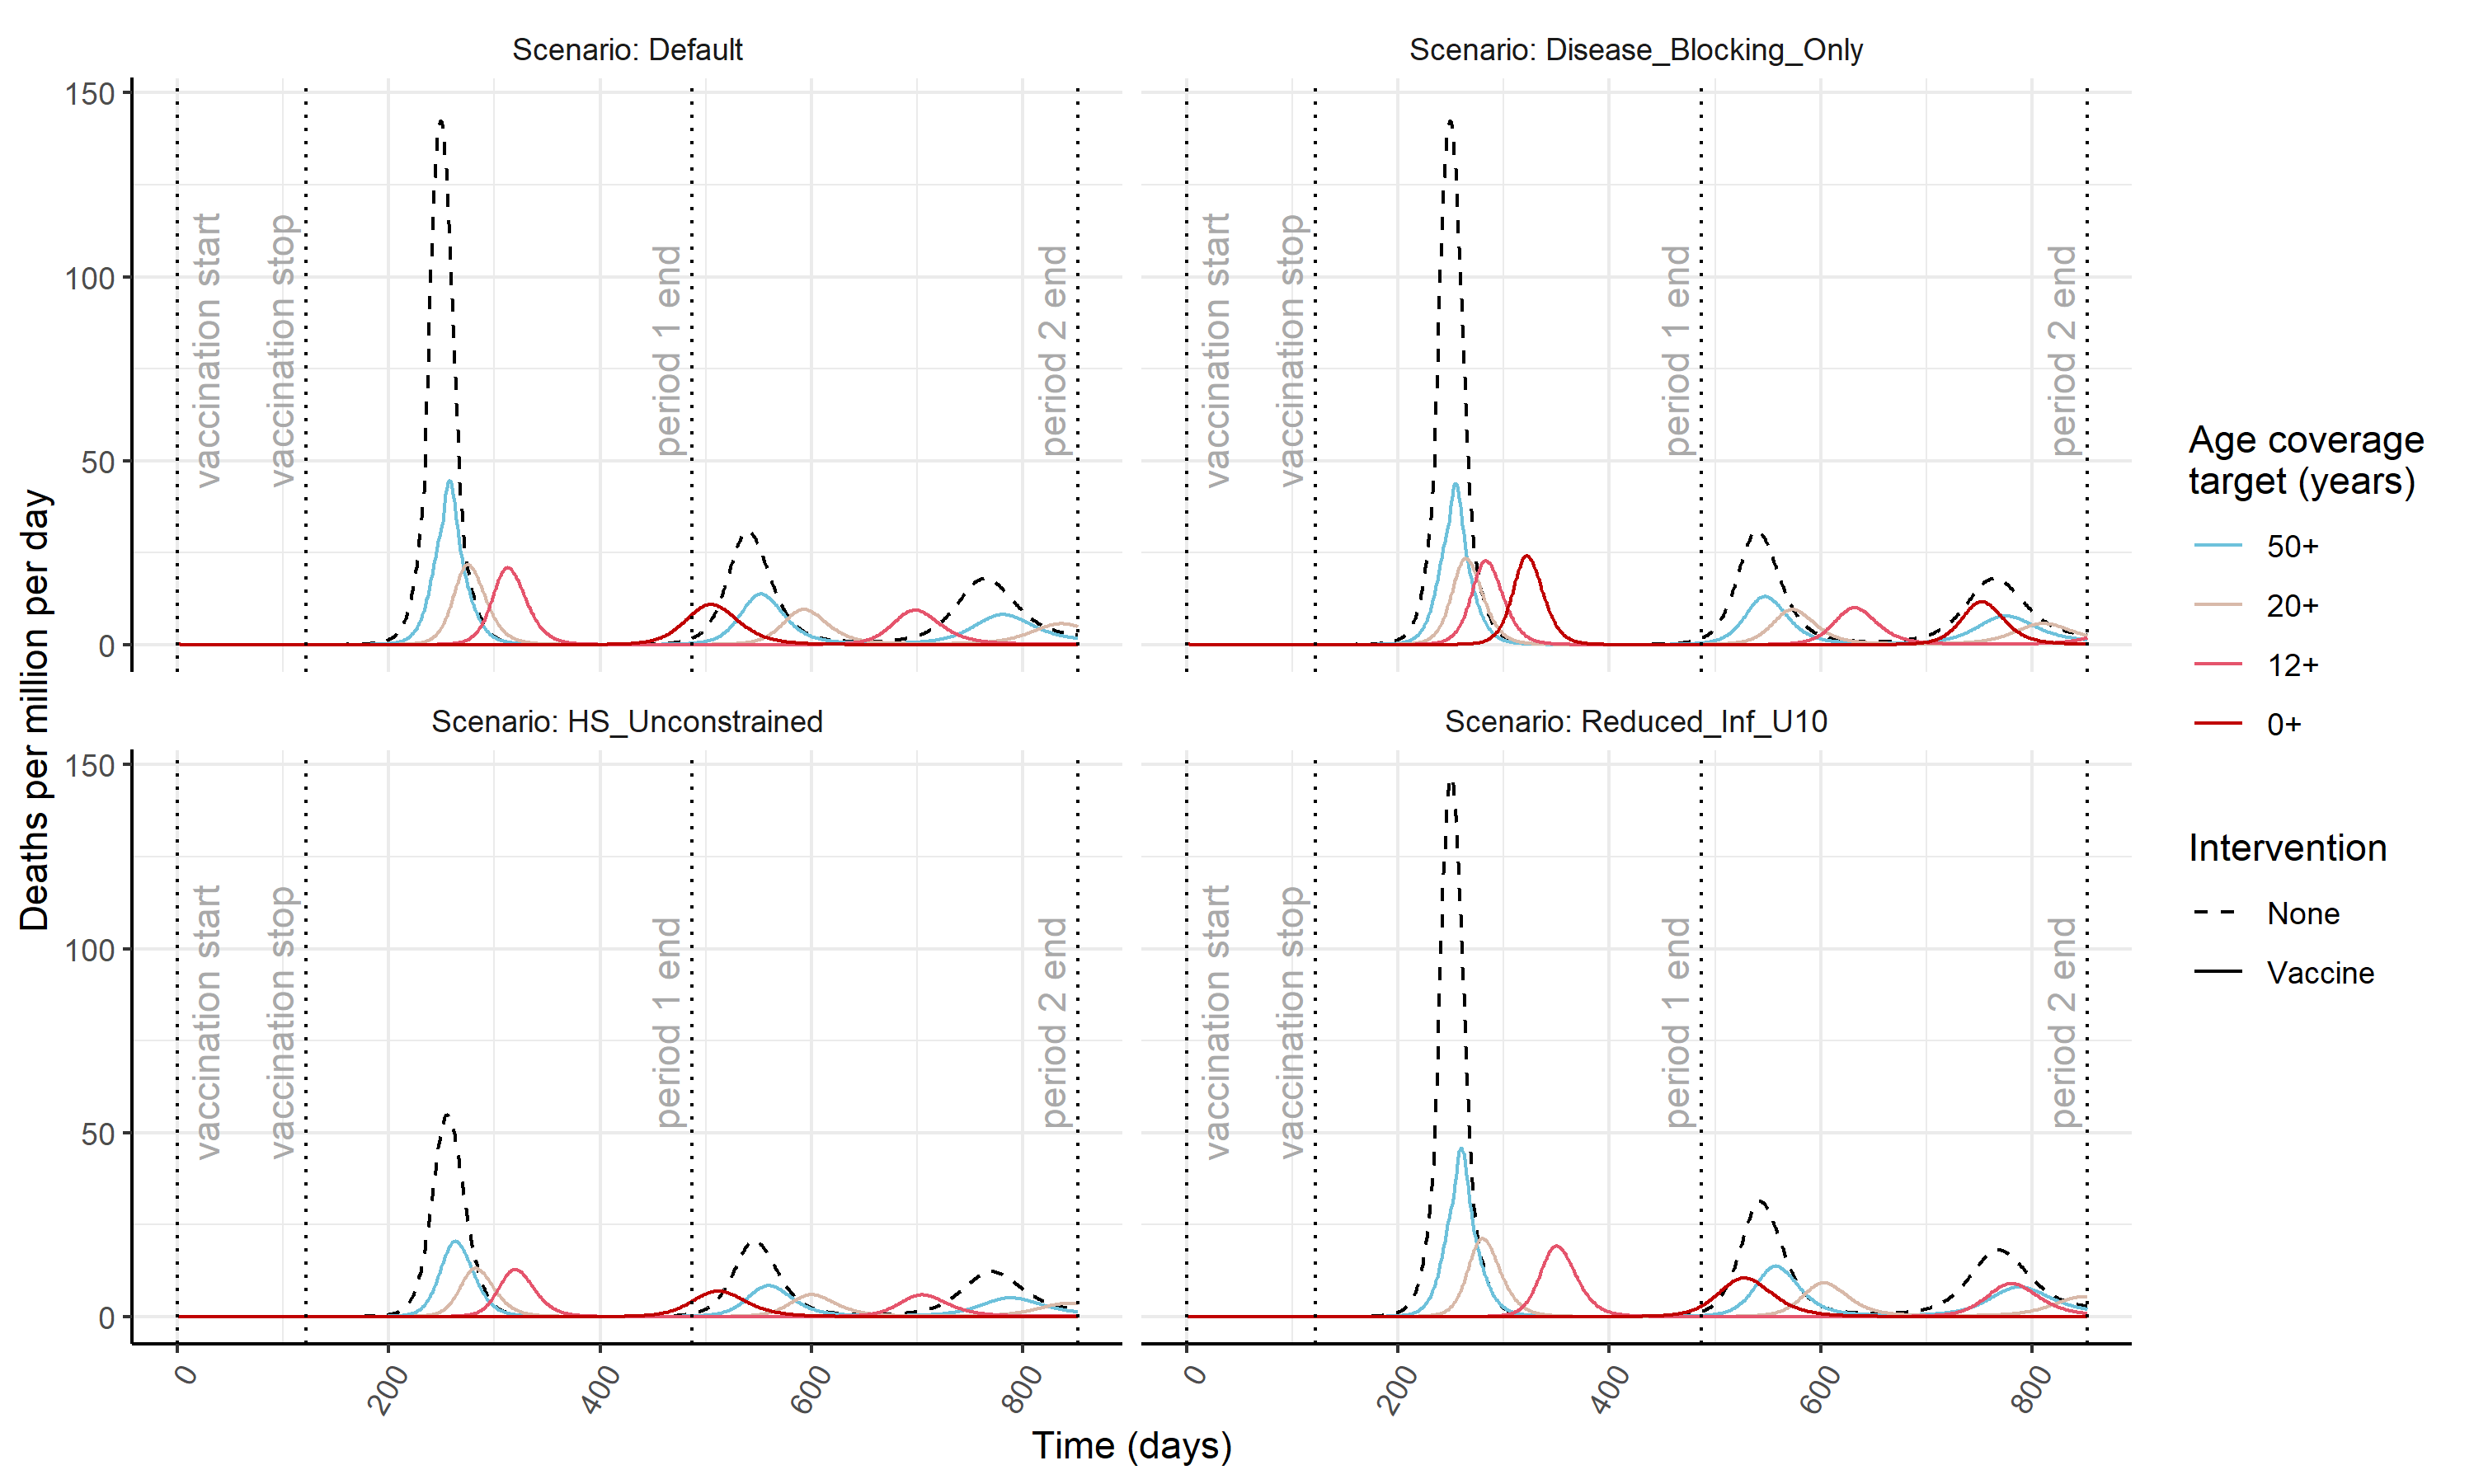 Scenario: Default
Scenario: Disease_Blocking_Only
150
100
50
0
vaccination start
vaccination stop
period 1 end
period 2 end
vaccination start
vaccination stop
period 1 end
period 2 end
Scenario: HS_Unconstrained
Scenario: Reduced_Inf_U10
150
100
50
0
vaccination start
vaccination stop
period 1 end
period 2 end
vaccination start
vaccination stop
period 1 end
period 2 end
0
200
400
600
800
0
200
400
600
800
Deaths per million per day
Time (days)
Age coverage
target (years)
50+
20+
12+
0+
Intervention
None
Vaccine